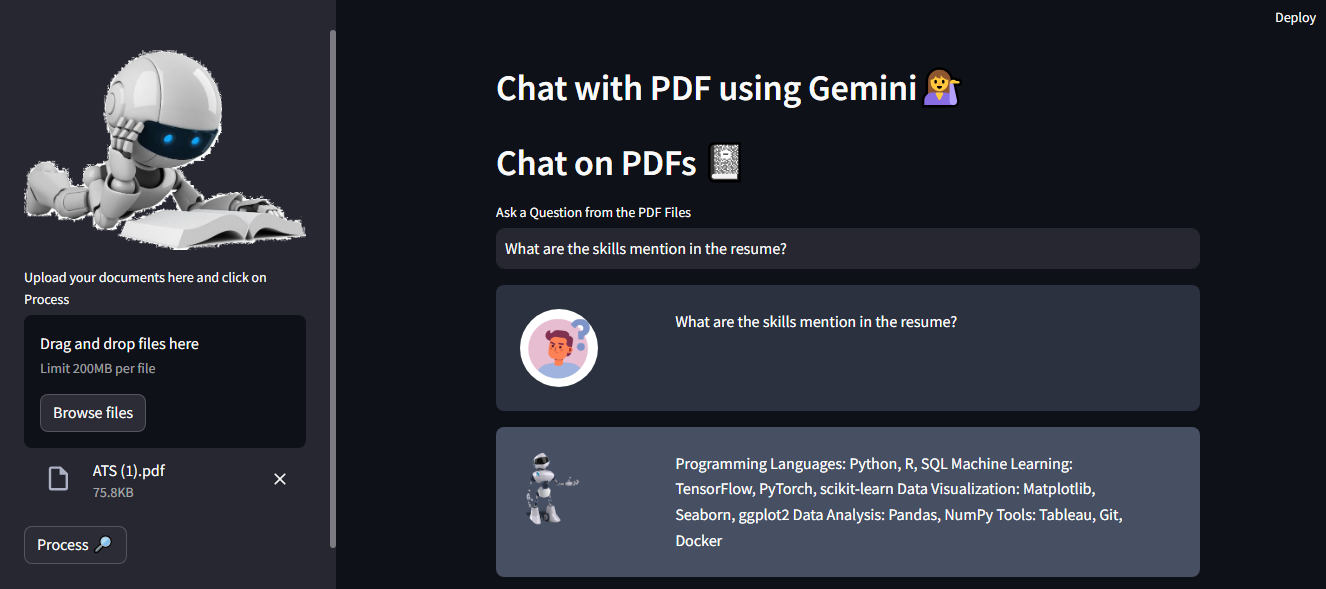 Deploy
Upload your documents here and click on
Process
Drag and drop files here
Limit 200MB per file
Browse files
ATS (1).pdf
75.8KB
Process
Chat with PDF using Gemini
Chat on PDFs
Ask a Question from the PDF Files
What are the skills mention in the resume?
What are the skills mention in the resume?
Programming Languages: Python, R, SQL Machine Learning:
TensorFlow, PyTorch, scikit-learn Data Visualization: Matplotlib,
Seaborn, ggplot2 Data Analysis: Pandas, NumPy Tools: Tableau, Git,
Docker